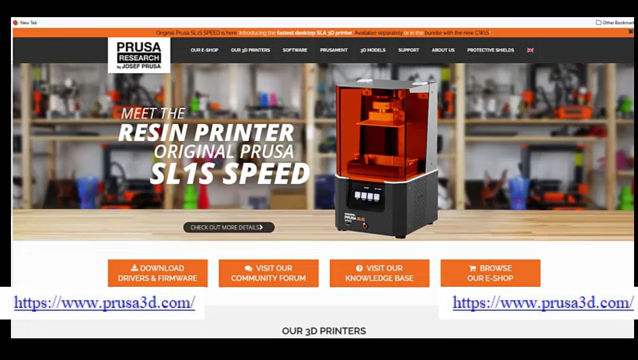 New Tab
Other Bookmark
Original Prusa SL1S SPEED is here: Introducing the fastest desktop SLA 3D printer. Available separately or in the bundle with the new CW1S.
PRUSA
RESEARCH
by JOSEF PRUSA
OUR E-SHOP
OUR 3D PRINTERS
SOFTWARE
PRUSAMENT
3D MODELS
SUPPORT
ABOUT US
PROTECTIVE SHIELDS
MEET THE
RESIN PRINTER
ORIGINAL PRUSA
SL1S SPEED
CHECK OUT MORE DETAILS
DOWNLOAD
DRIVERS & FIRMWARE
VISIT OUR
COMMUNITY FORUM
VISIT OUR
KNOWLEDGE BASE
BROWSE
OUR E-SHOP
https://www.prusa3d.com/
https://www.prusa3d.com/
OUR 3D PRINTERS